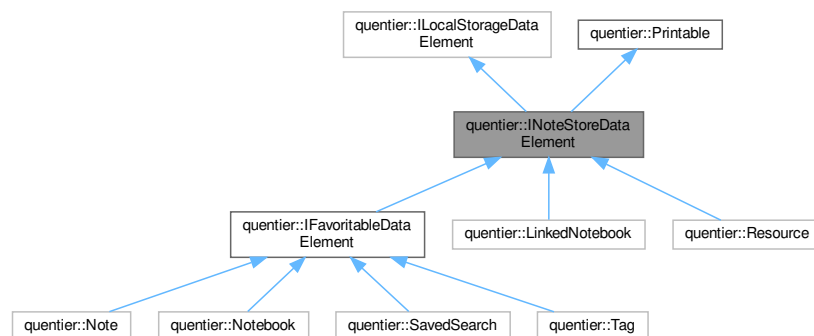 quentier::ILocalStorageData
Element
quentier::Printable
quentier::INoteStoreData
Element
quentier::IFavoritableData
Element
quentier::LinkedNotebook
quentier::Resource
quentier::Note
quentier::Notebook
quentier::SavedSearch
quentier::Tag